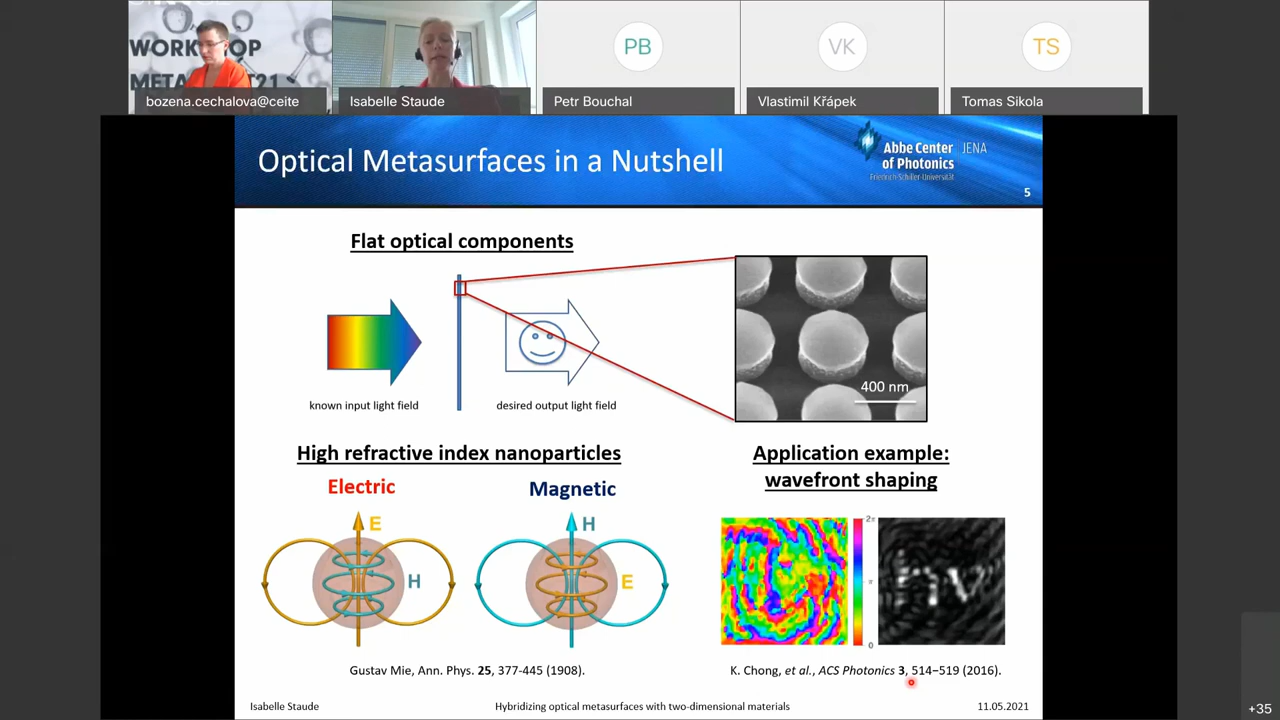 WORKSHOP
bozena.cechalova@ceite
Isabelle Staude
PB
Petr Bouchal
VK
Vlastimil Křápek
TS
Tomas Sikola
Optical Metasurfaces in a Nutshell
Abbe Center JENA
of Photonics
Friedrich-Schiller-Universität
5
Flat optical components
known input light field
desired output light field
400 nm
High refractive index nanoparticles
Electric
Magnetic
E
H
H
E
Gustav Mie, Ann. Phys. 25, 377-445 (1908).
Application example:
wavefront shaping
2π
π
0
hν
K. Chong, et al., ACS Photonics 3, 514−519 (2016).
Isabelle Staude
Hybridizing optical metasurfaces with two-dimensional materials
11.05.2021
+35